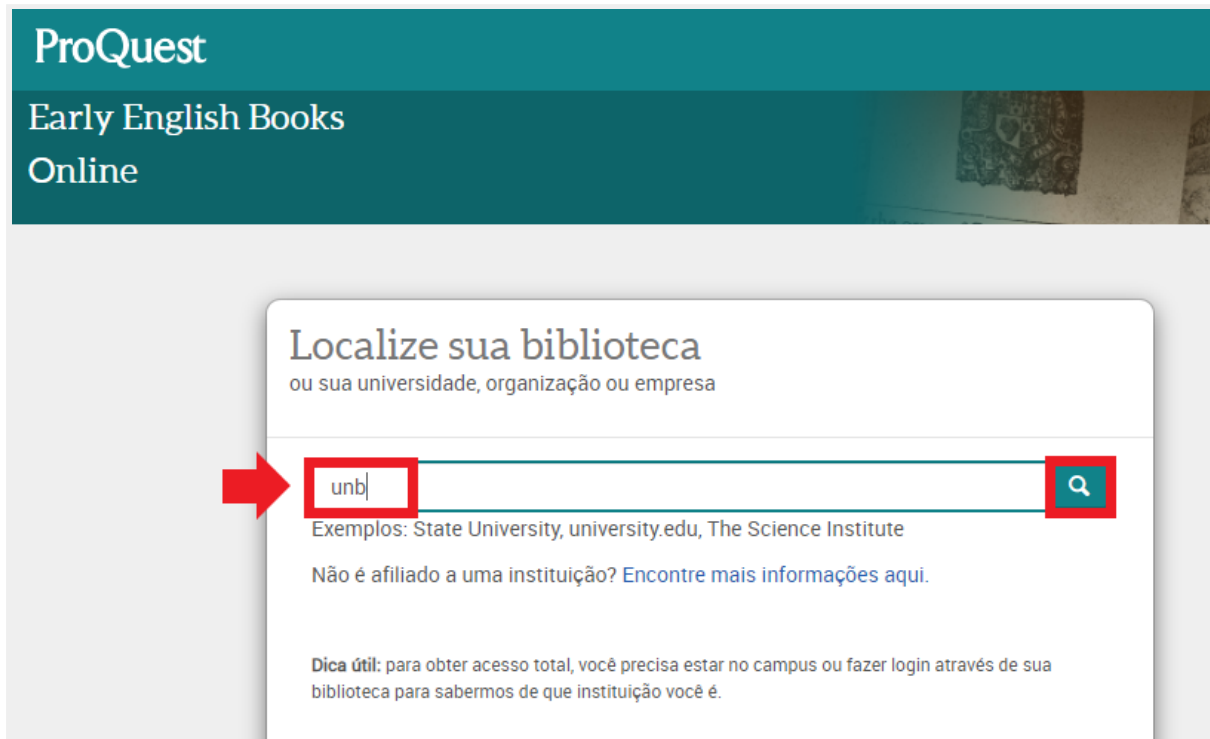 ProQuest
Early English Books
Online
Localize sua biblioteca
ou sua universidade, organização ou empresa
unb
Exemplos: State University, university.edu, The Science Institute
Não é afiliado a uma instituição? Encontre mais informações aqui.
Dica útil: para obter acesso total, você precisa estar no campus ou fazer login através de sua
biblioteca para sabermos de que instituição você é.